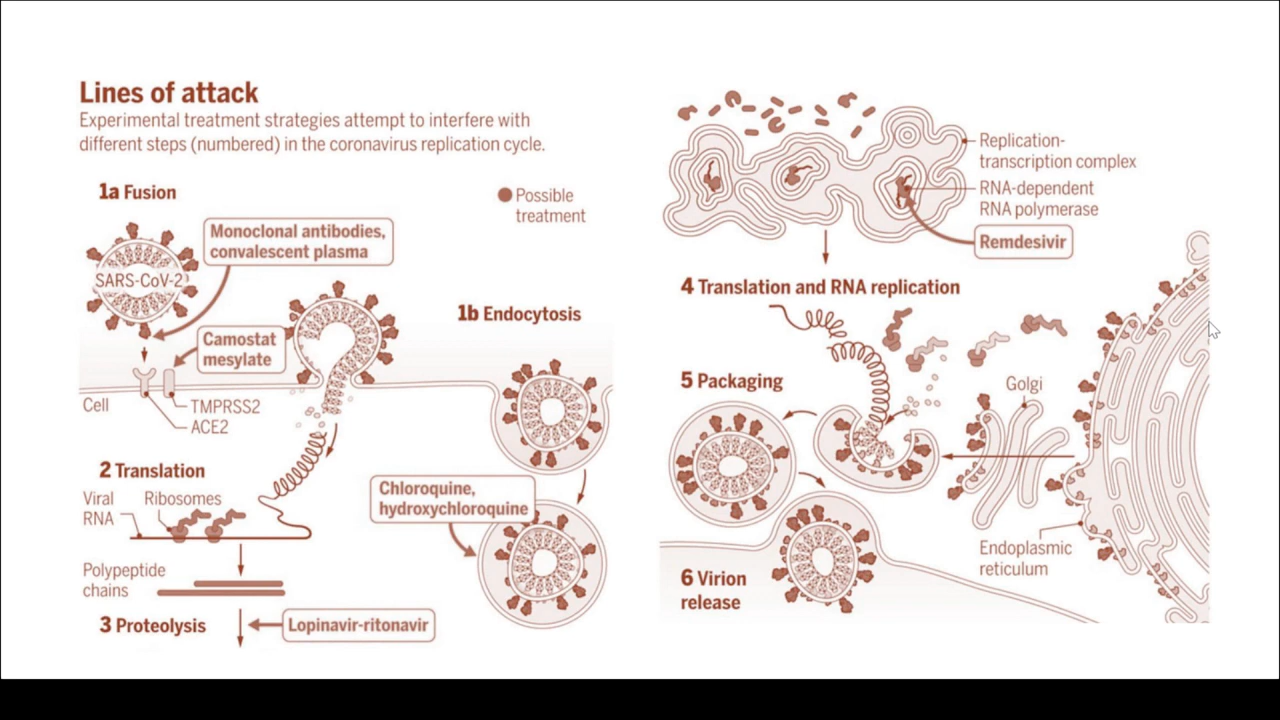 Lines of attack
Experimental treatment strategies attempt to interfere with
different steps (numbered) in the coronavirus replication cycle.
1a Fusion
Possible
treatment
Monoclonal antibodies,
convalescent plasma
SARS-CoV-2
Camostat
mesylate
1b Endocytosis
Cell
TMPRSS2
ACE2
2 Translation
Viral
RNA
Ribosomes
Chloroquine,
hydroxychloroquine
Polypeptide
chains
3 Proteolysis
Lopinavir-ritonavir
Replication-
transcription complex
RNA-dependent
RNA polymerase
Remdesivir
4 Translation and RNA replication
5 Packaging
Golgi
Endoplasmic
reticulum
6 Virion
release